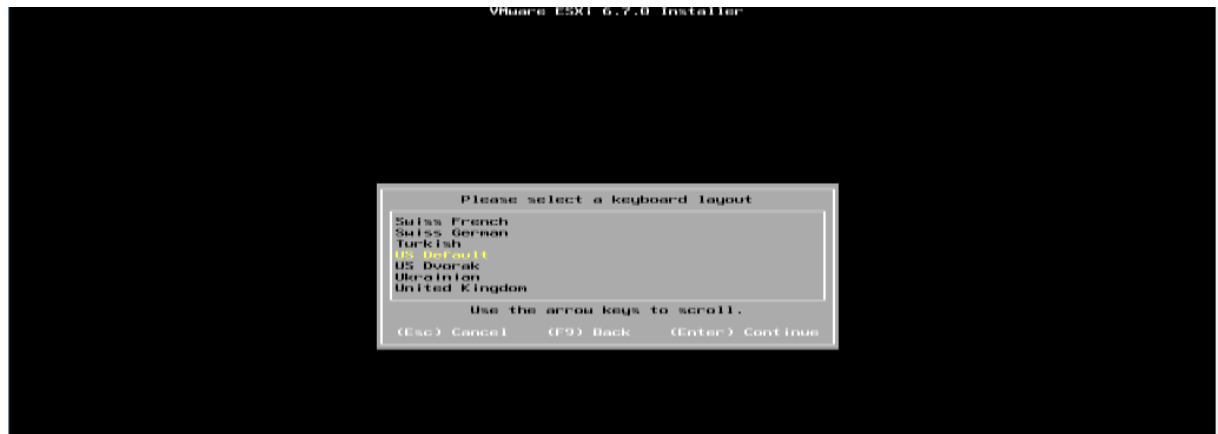 VMware ESXi 6.7.0 Installer
Please select a keyboard layout
Swiss French
Swiss German
Turkish
US Default
US Dvorak
Ukrainian
United Kingdom
Use the arrow keys to scroll.
(Esc) Cancel (F9) Back (Enter) Continue